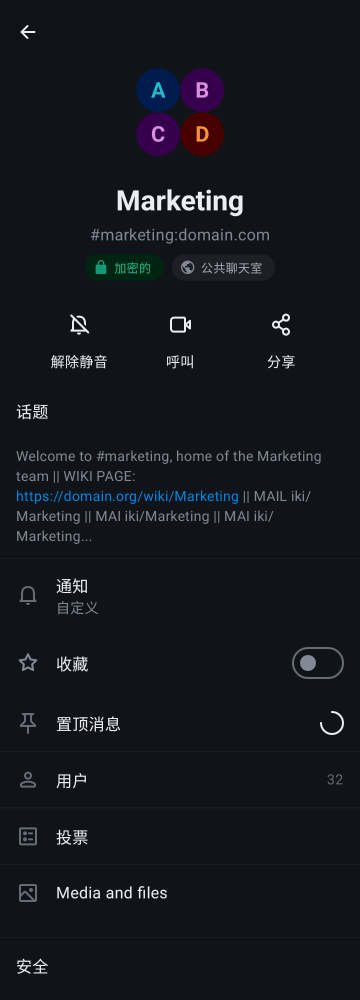 A B
C D
Marketing
#marketing:domain.com
加密的 公共聊天室
解除静音 呼叫 分享
话题
Welcome to #marketing, home of the Marketing
team || WIKI PAGE:
https://domain.org/wiki/Marketing || MAIL iki/
Marketing || MAI iki/Marketing || MAI iki/
Marketing...
通知
自定义
收藏
置顶消息
用户 32
投票
Media and files
安全